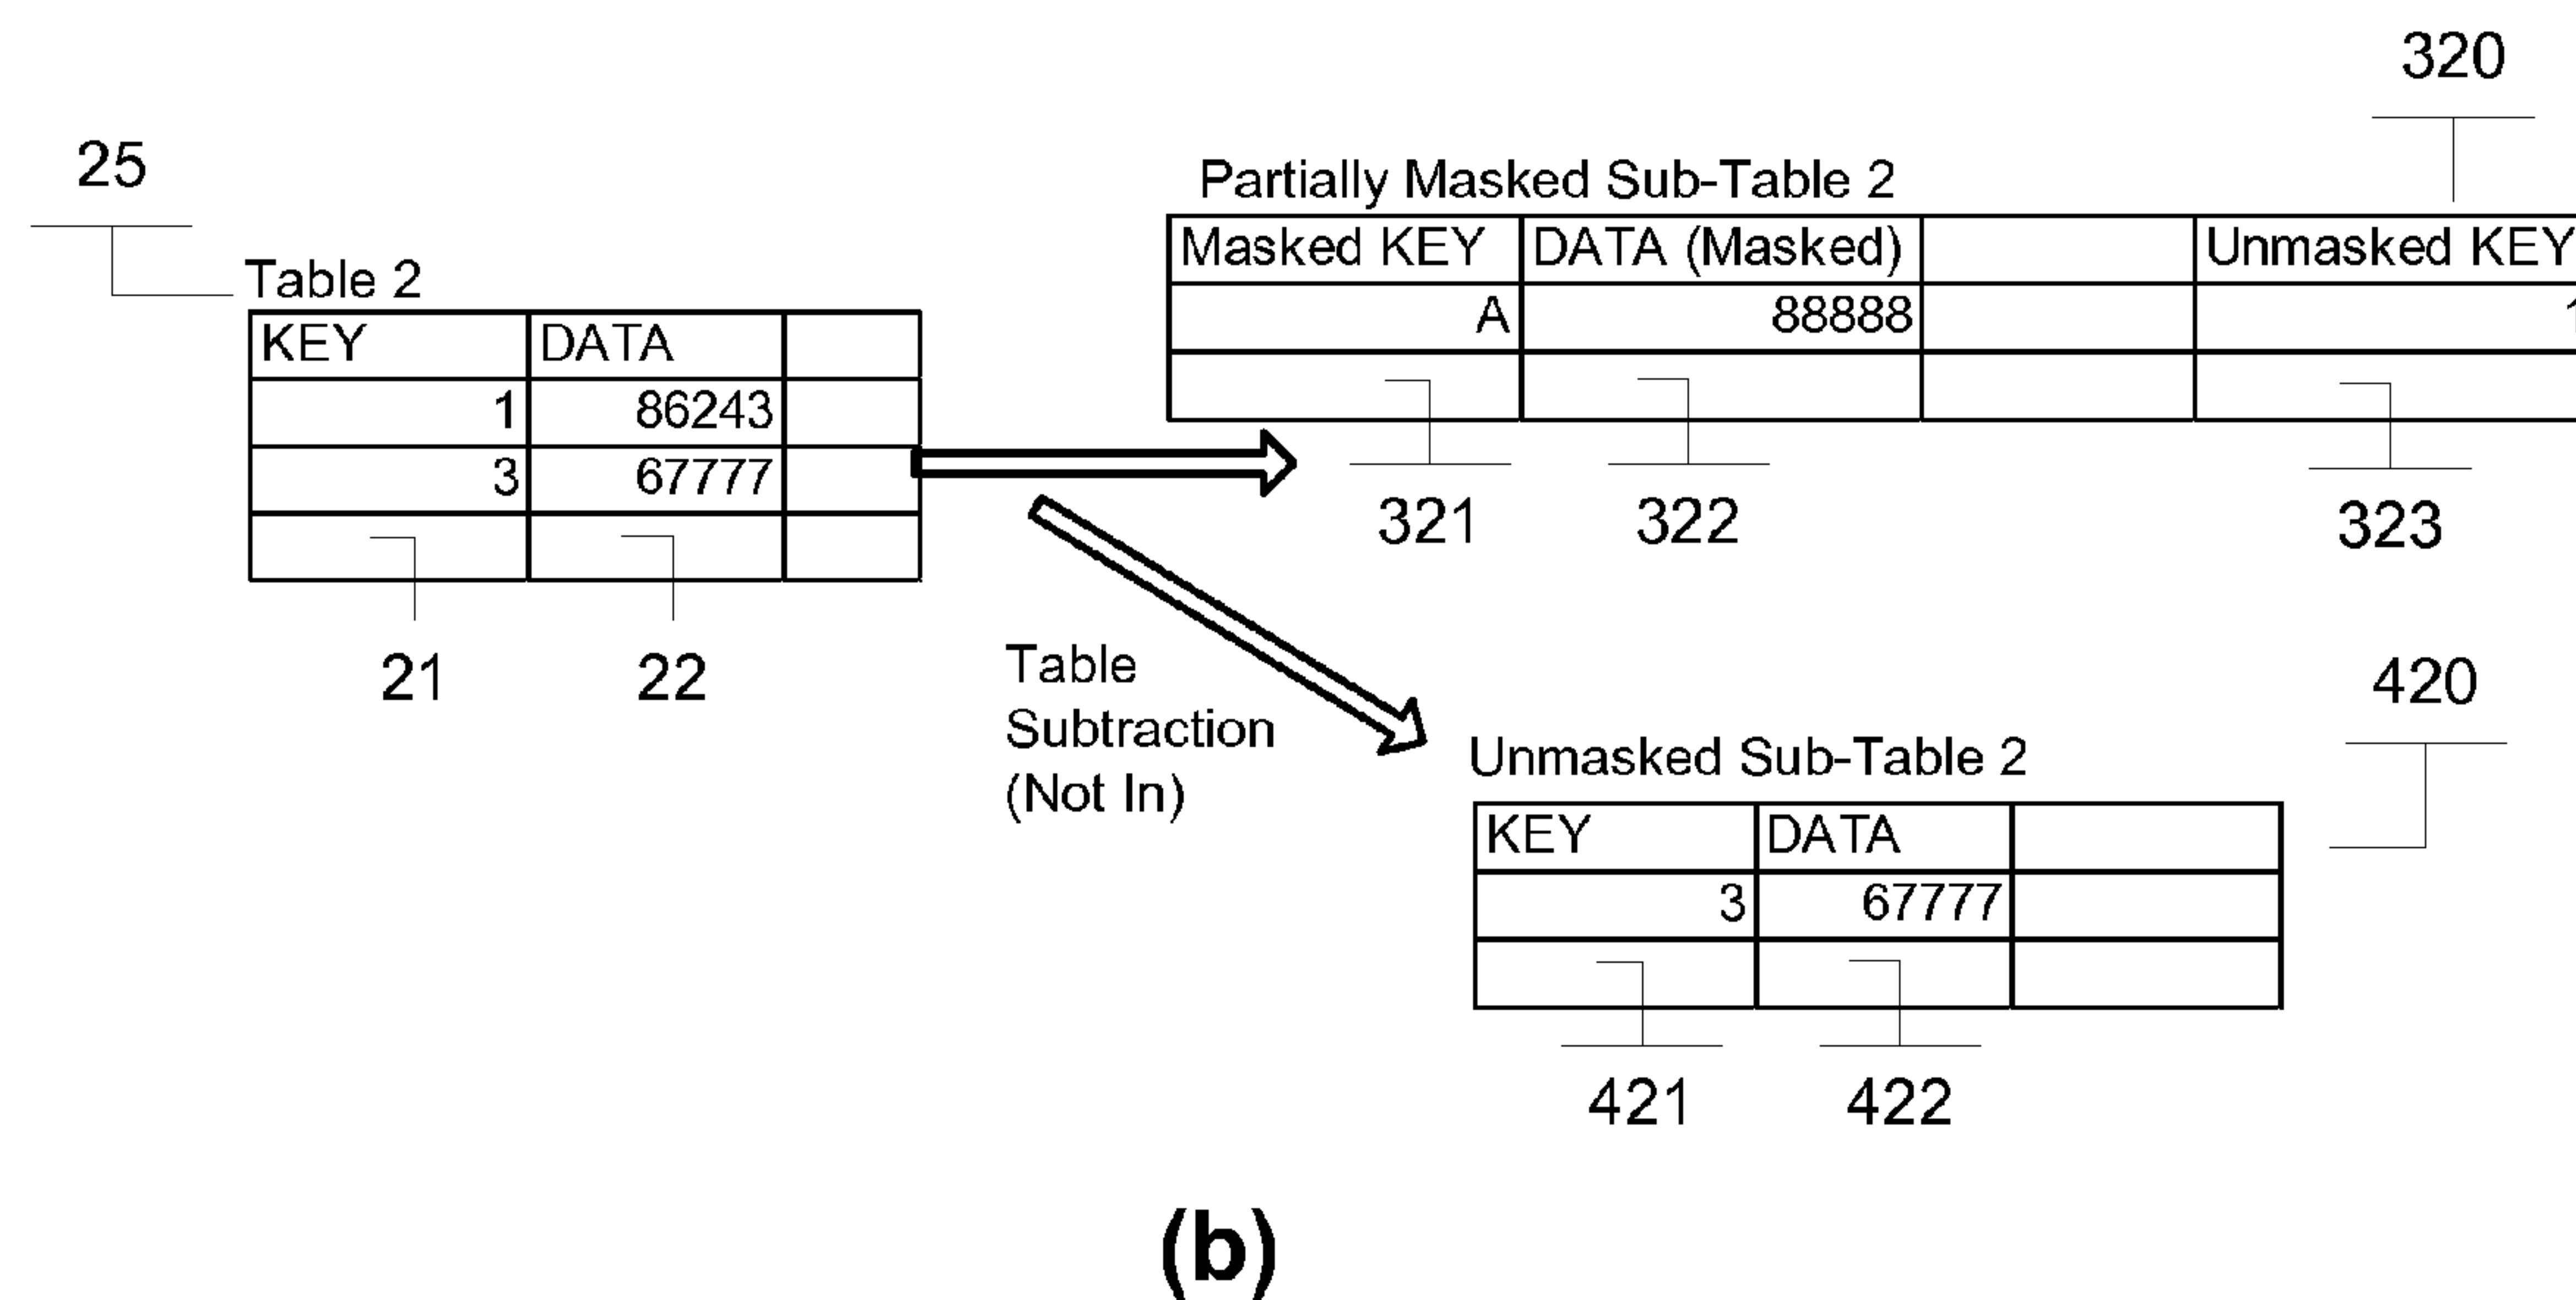 320
25
Partially Masked Sub-Table 2
Masked KEY DATA (Masked) Unmasked KEY
A 88888 1
Table 2
KEY DATA
1 86243
3 67777
321 322 323
21 22
Table
Subtraction
(Not In)
420
Unmasked Sub-Table 2
KEY DATA
3 67777
421 422
(b)